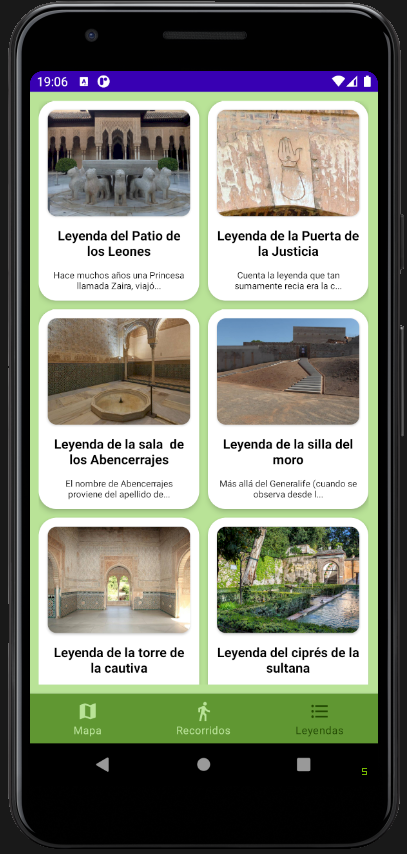 19:06
Leyenda del Patio de
los Leones
Hace muchos años una Princesa
llamada Zaira, viajó...
Leyenda de la Puerta de
la Justicia
Cuenta la leyenda que tan
sumamente recia era la c...
Leyenda de la sala  de
los Abencerrajes
El nombre de Abencerrajes
proviene del apellido de...
Leyenda de la silla del
moro
Más allá del Generalife (cuando se
observa desde l...
Leyenda de la torre de
la cautiva
Leyenda del ciprés de la
sultana
Mapa
Recorridos
Leyendas
5